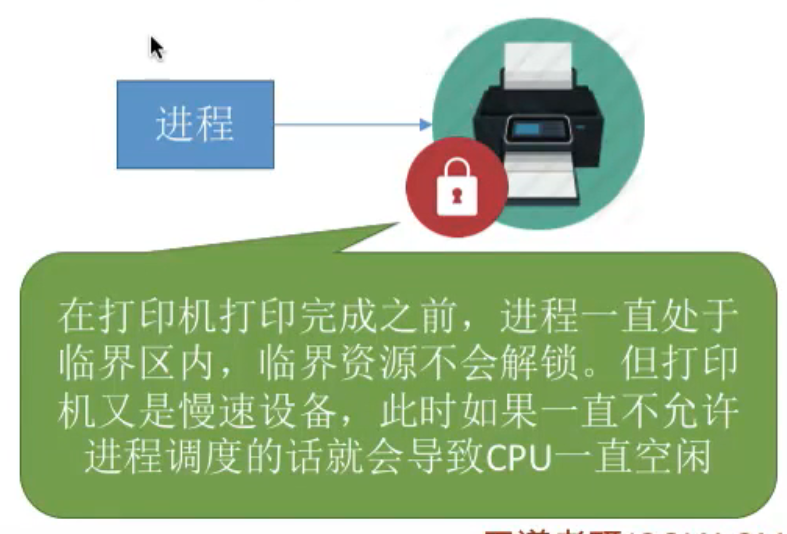 进程
在打印机打印完成之前，进程一直处于
临界区内，临界资源不会解锁。但打印
机又是慢速设备，此时如果一直不允许
进程调度的话就会导致CPU一直空闲